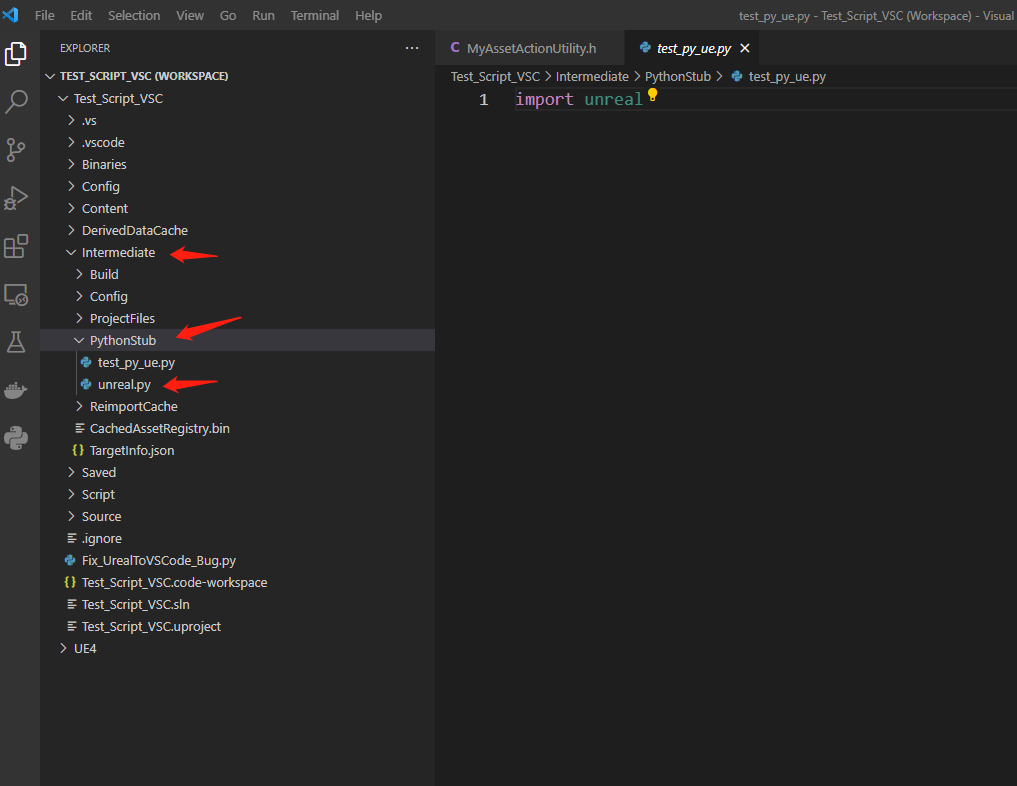 File Edit Selection View Go Run Terminal Help test_py_ue.py - Test_Script_VSC (Workspace) - Visual
EXPLORER ···
TEST_SCRIPT_VSC (WORKSPACE)
Test_Script_VSC
.vs
.vscode
Binaries
Config
Content
DerivedDataCache
Intermediate
Build
Config
ProjectFiles
PythonStub
test_py_ue.py
unreal.py
ReimportCache
CachedAssetRegistry.bin
{} TargetInfo.json
Saved
Script
Source
.ignore
Fix_UrealToVSCode_Bug.py
{} Test_Script_VSC.code-workspace
Test_Script_VSC.sln
Test_Script_VSC.uproject
UE4
C MyAssetActionUtility.h test_py_ue.py
Test_Script_VSC > Intermediate > PythonStub > test_py_ue.py
1 import unreal